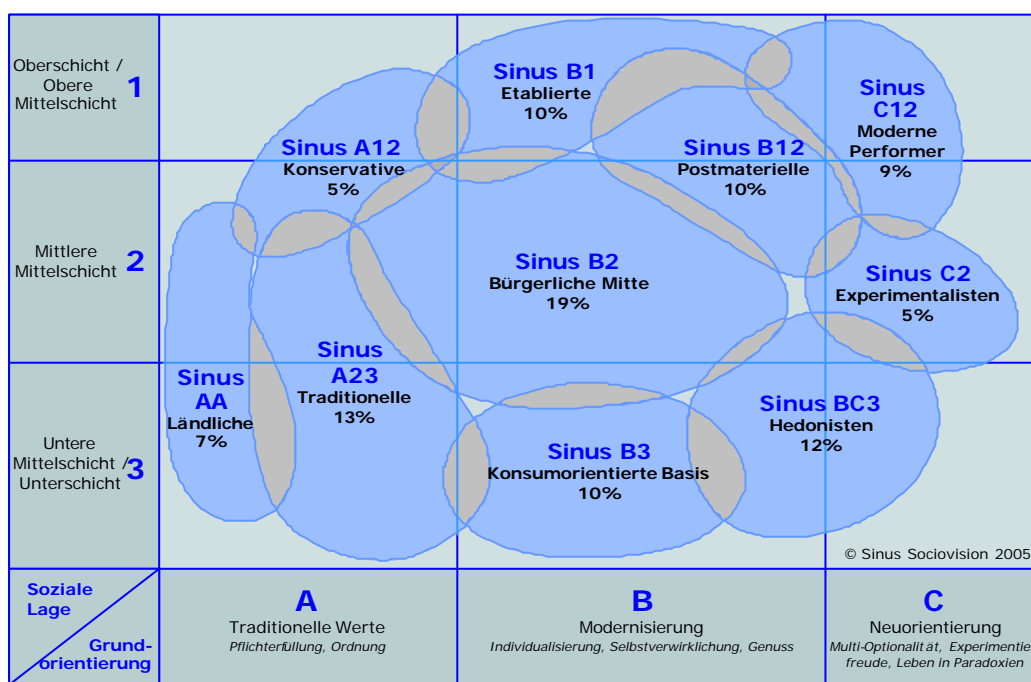 Oberschicht /
Obere
Mittelschicht
1
Mittlere
Mittelschicht
2
Untere
Mittelschicht /
Unterschicht
3
Sinus B1
Etablierte
10%
Sinus
C12
Moderne
Performer
9%
Sinus A12
Konservative
5%
Sinus B12
Postmaterielle
10%
Sinus B2
Bürgerliche Mitte
19%
Sinus C2
Experimentalisten
5%
Sinus
AA
Ländliche
7%
Sinus
A23
Traditionelle
13%
Sinus B3
Konsumorientierte Basis
10%
Sinus BC3
Hedonisten
12%
© Sinus Sociovision 2005
Soziale
Lage
Grund-
orientierung
A
Traditionelle Werte
Pflichterfüllung, Ordnung
B
Modernisierung
Individualisierung, Selbstverwirklichung, Genuss
C
Neuorientierung
Multi-Optionalität, Experimentie
freude, Leben in Paradoxien